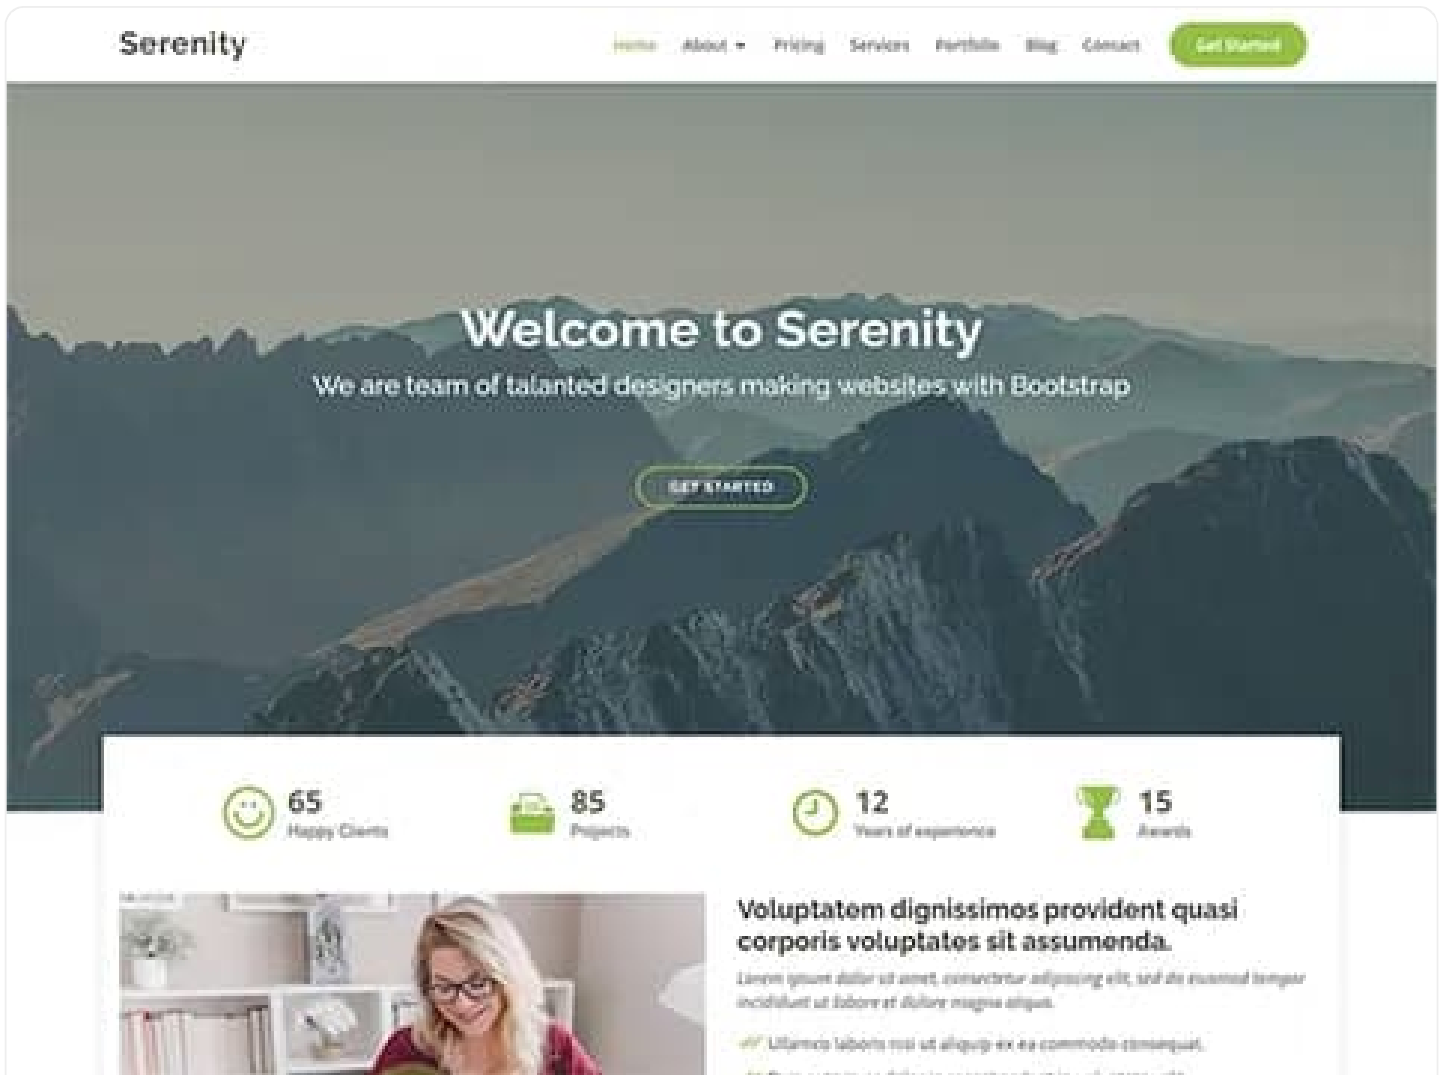 Serenity
Home About Pricing Services Portfolio Blog Contact Get Started
Welcome to Serenity
We are team of talanted designers making websites with Bootstrap
GET STARTED
65
Happy Clients
85
Projects
12
Years of experience
15
Awards
Voluptatem dignissimos provident quasi
corporis voluptates sit assumenda.
Lorem ipsum dolor sit amet, consectetur adipiscing elit, sed do eiusmod tempor
incididunt ut labore et dolore magna aliqua.
Ullamco laboris nisi ut aliquip ex ea commodo consequat.